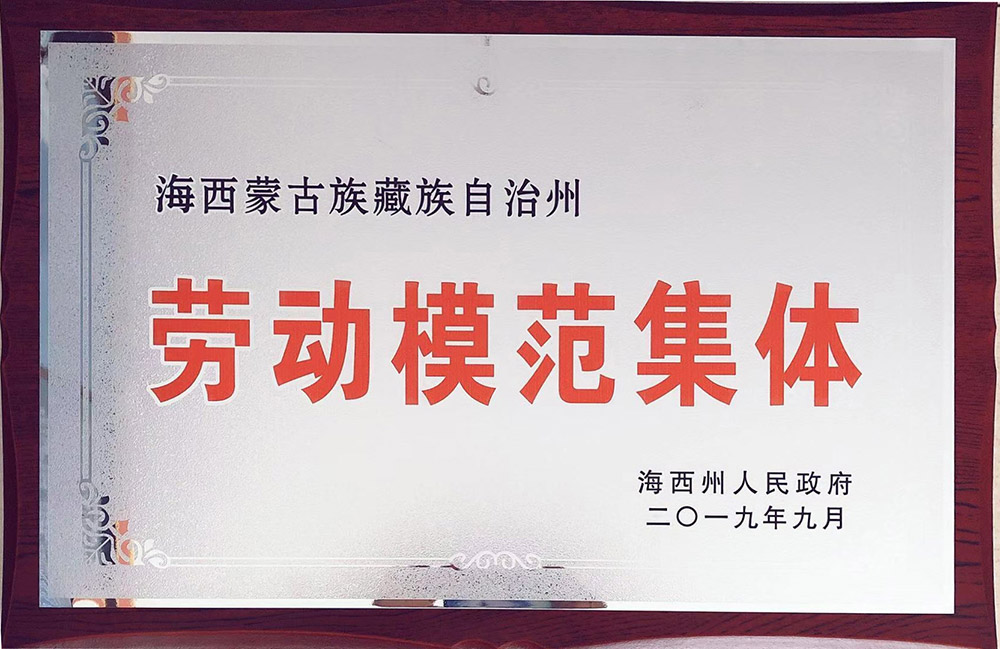 海西蒙古族藏族自治州
劳动模范集体
海西州人民政府
二〇一九年九月